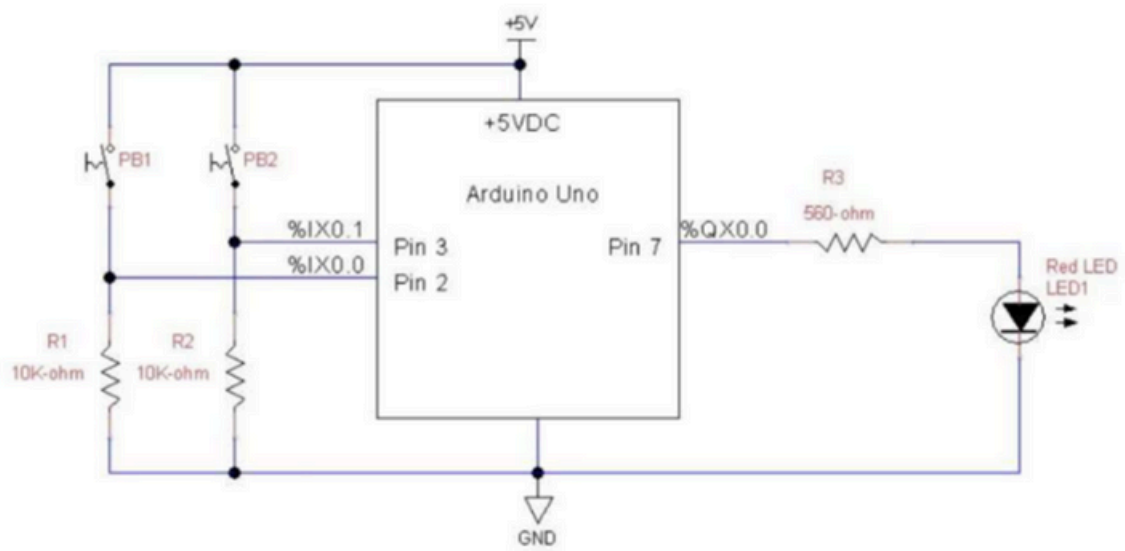 +5V
+5VDC
PB1
PB2
Arduino Uno
R3
560-ohm
%IX0.1
Pin 3
Pin 7
%QX0.0
%IX0.0
Pin 2
Red LED
LED1
R1
10K-ohm
R2
10K-ohm
GND